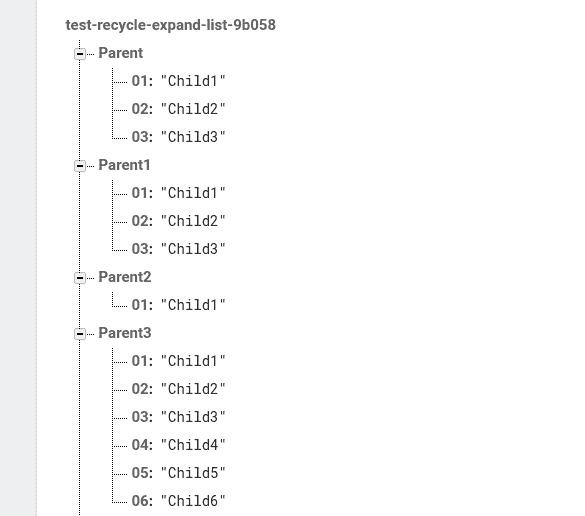 test-recycle-expand-list-9b058
Parent
01: "Child1"
02: "Child2"
03: "Child3"
Parent1
01: "Child1"
02: "Child2"
03: "Child3"
Parent2
01: "Child1"
Parent3
01: "Child1"
02: "Child2"
03: "Child3"
04: "Child4"
05: "Child5"
06: "Child6"